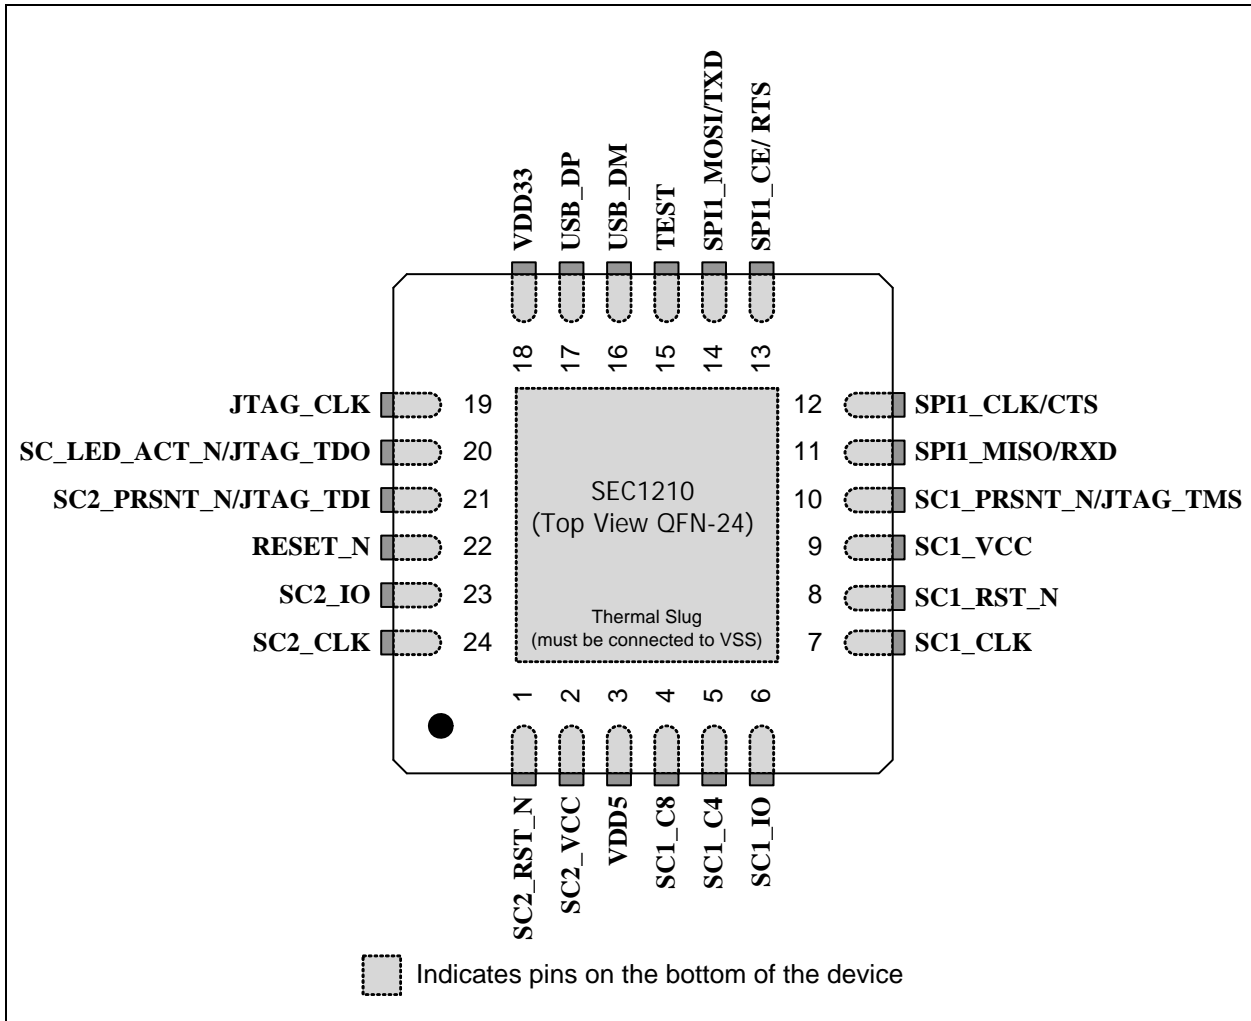 VDD33
USB_DP
USB_DM
TEST
SPI1_MOSI/TXD
SPI1_CE/ RTS
18
17
16
15
14
13
JTAG_CLK 19
SC_LED_ACT_N/JTAG_TDO 20
SC2_PRSNT_N/JTAG_TDI 21
RESET_N 22
SC2_IO 23
SC2_CLK 24
SEC1210
(Top View QFN-24)
Thermal Slug
(must be connected to VSS)
12 SPI1_CLK/CTS
11 SPI1_MISO/RXD
10 SC1_PRSNT_N/JTAG_TMS
9 SC1_VCC
8 SC1_RST_N
7 SC1_CLK
1
2
3
4
5
6
SC2_RST_N
SC2_VCC
VDD5
SC1_C8
SC1_C4
SC1_IO
Indicates pins on the bottom of the device